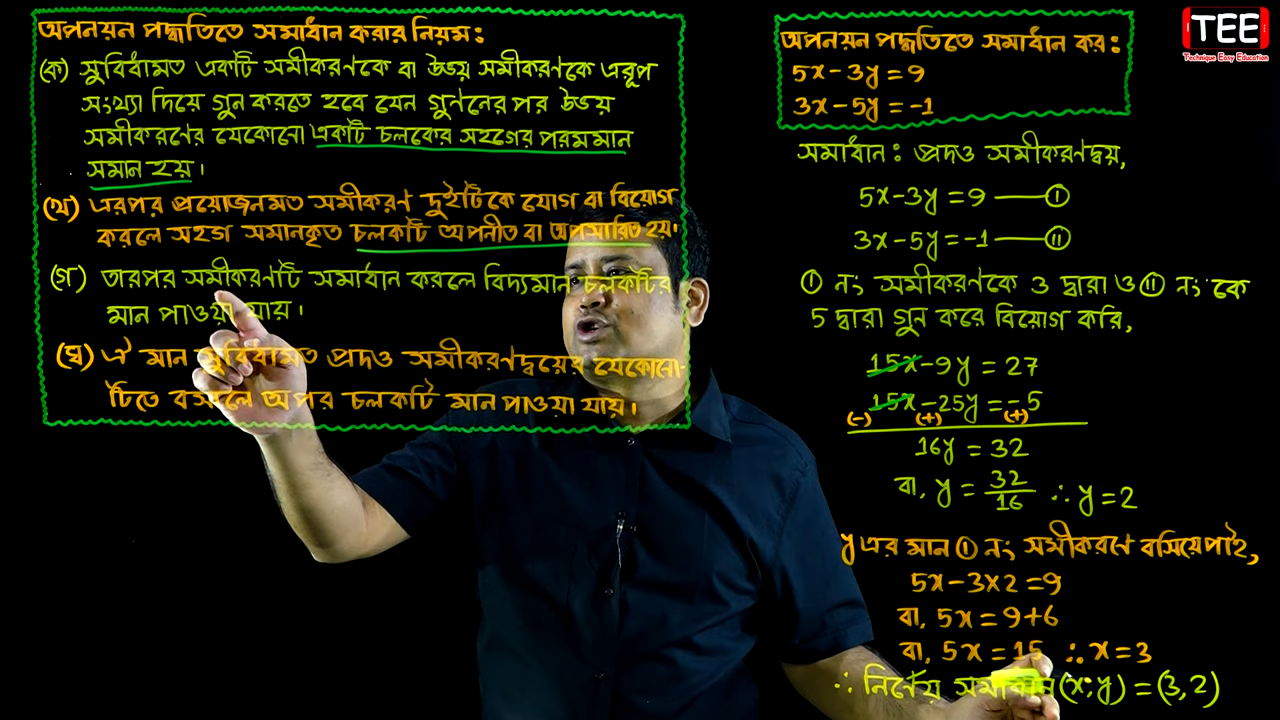 অপনয়ন পদ্ধতিতে সমাধান করার নিয়ম:
(ক) সুবিধামত একটি সমীকরণকে বা উভয় সমীকরণকে এরূপ
সংখ্যা দিয়ে গুন করতে হবে যেন গুণনের পর উভয়
সমীকরণের যেকোনো একটি চলকের সহগের পরমমান
সমান হয়।
(খ) এরপর প্রয়োজনমত সমীকরণ দুইটিকে যোগ বা বিয়োগ
করলে সহগ সমানকৃত চলকটি অপনীত বা অপসারিত হয়।
(গ) তারপর সমীকরণটি সমাধান করলে বিদ্যমান চলকটির
মান পাওয়া যায়।
(ঘ) ঐ মান সুবিধামত প্রদত্ত সমীকরণদ্বয়ের যেকোনো-
টিতে বসালে অপর চলকটি মান পাওয়া যায়।
TEE
Technique Easy Education
অপনয়ন পদ্ধতিতে সমাধান কর:
5x-3y=9
3x-5y=-1
সমাধান: প্রদত্ত সমীকরণদ্বয়,
5x-3y=9 — (i)
3x-5y=-1 — (ii)
(i) নং সমীকরণকে 3 দ্বারা ও (ii) নং কে
5 দ্বারা গুন করে বিয়োগ করি,
15x-9y=27
15x-25y=-5
(-) (+) (+)
16y=32
বা, y=32/16 ∴ y=2
y এর মান (i) নং সমীকরণে বসিয়ে পাই,
5x-3×2=9
বা, 5x=9+6
বা, 5x=15 ∴ x=3
∴ নির্ণেয় সমাধান (x,y)=(3,2)